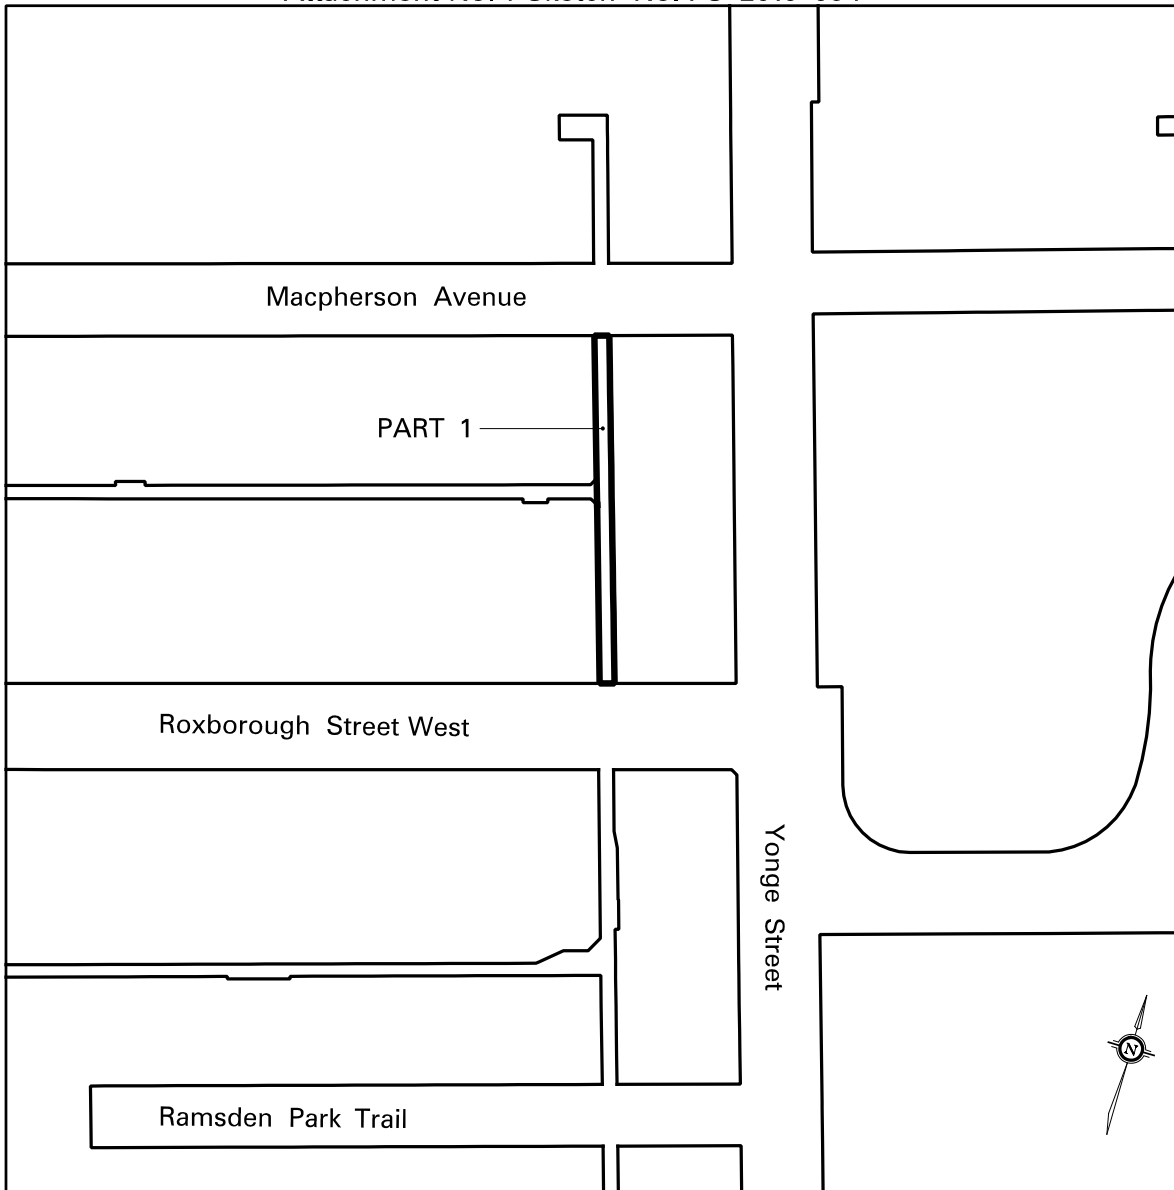 Macpherson Avenue
PART 1
Roxborough Street West
Yonge Street
N
Ramsden Park Trail